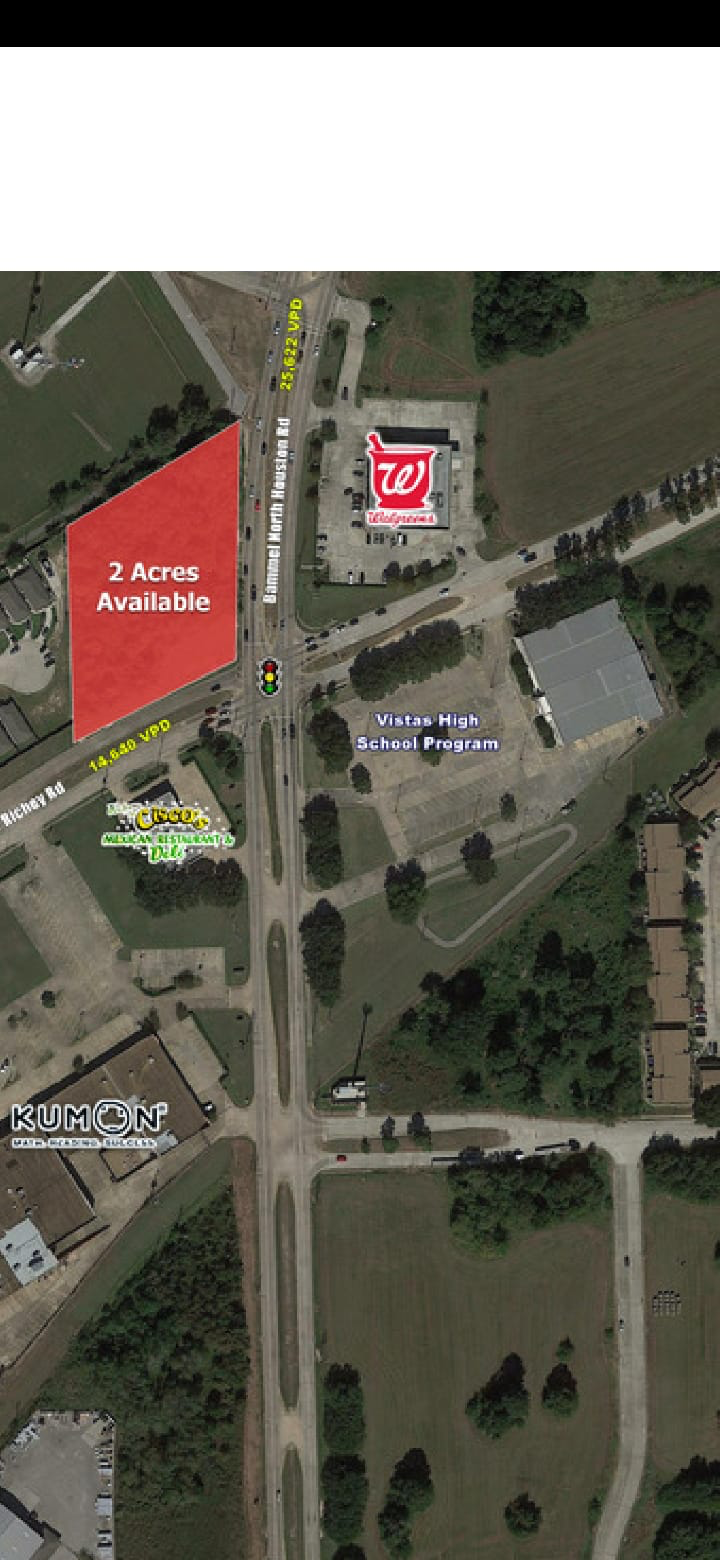 25,622 VPD
Bammel North Houston Rd
W
Walgreens
2 Acres
Available
Vistas High
School Program
14,640 VPD
Richey Rd
Cisco's
MEXICAN RESTAURANT &
Deli
KUMON
MATH. READING. SUCCESS.